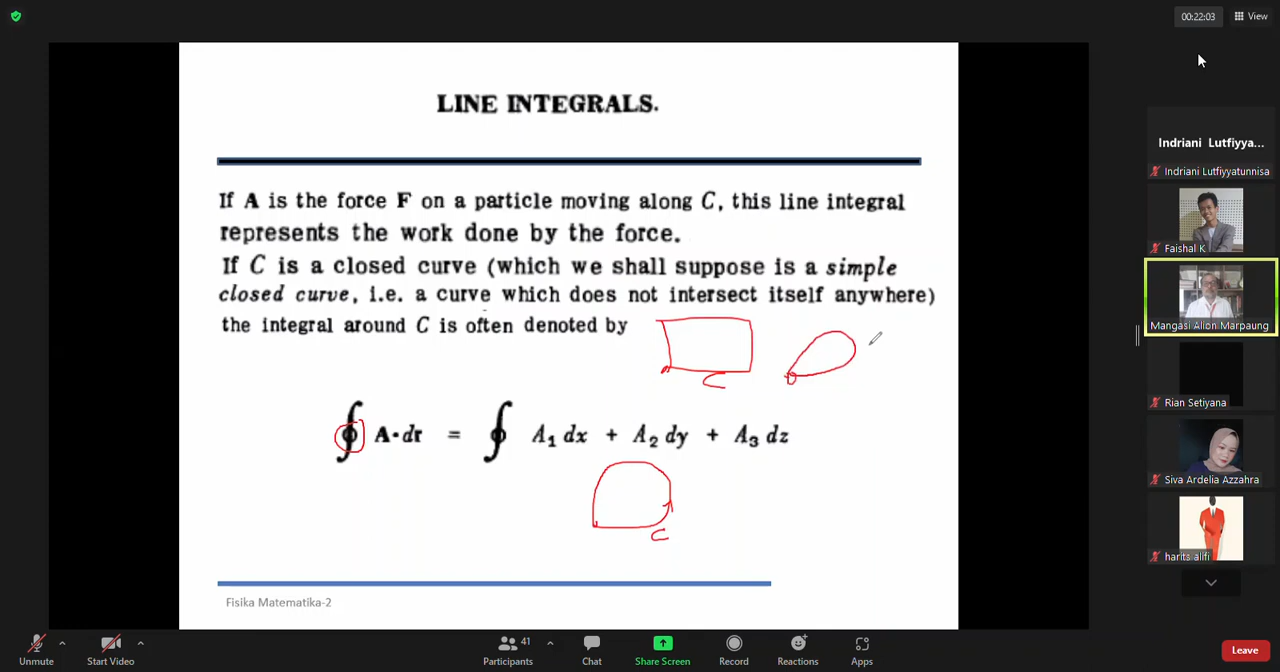 00:22:03
View
LINE INTEGRALS.
If A is the force F on a particle moving along C, this line integral
represents the work done by the force.
If C is a closed curve (which we shall suppose is a simple
closed curve, i.e. a curve which does not intersect itself anywhere)
the integral around C is often denoted by
C
∮ A·dr = ∮ A₁ dx + A₂ dy + A₃ dz
C
Fisika Matematika-2
Indriani Lutfiyya...
Indriani Lutfiyyatunnisa
Faishal K
Mangasi Alion Marpaung
Rian Setiyana
Siva Ardelia Azzahra
harits alifi
Unmute
Start Video
Participants
41
Chat
Share Screen
Record
Reactions
Apps
Leave